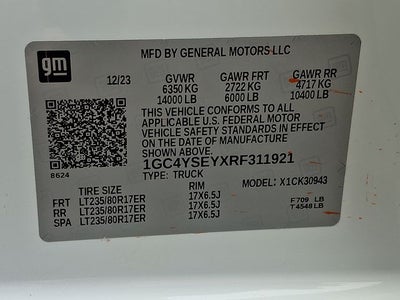 gm
MFD BY GENERAL MOTORS LLC
12/23 GVWR GAWR FRT GAWR RR
6350 KG 2722 KG 4717 KG
14000 LB 6000 LB 10400 LB
THIS VEHICLE CONFORMS TO ALL
APPLICABLE U.S. FEDERAL MOTOR
VEHICLE SAFETY STANDARDS IN EFFECT
ON THE DATE OF MANUFACTURE
SHOWN ABOVE.
1GC4YSEYXRF311921
8624 TYPE: TRUCK
TIRE SIZE RIM MODEL: X1CK30943
FRT LT235/80R17ER 17X6.5J
RR LT235/80R17ER 17X6.5J F709 LB
SPA LT235/80R17ER 17X6.5J T4548 LB